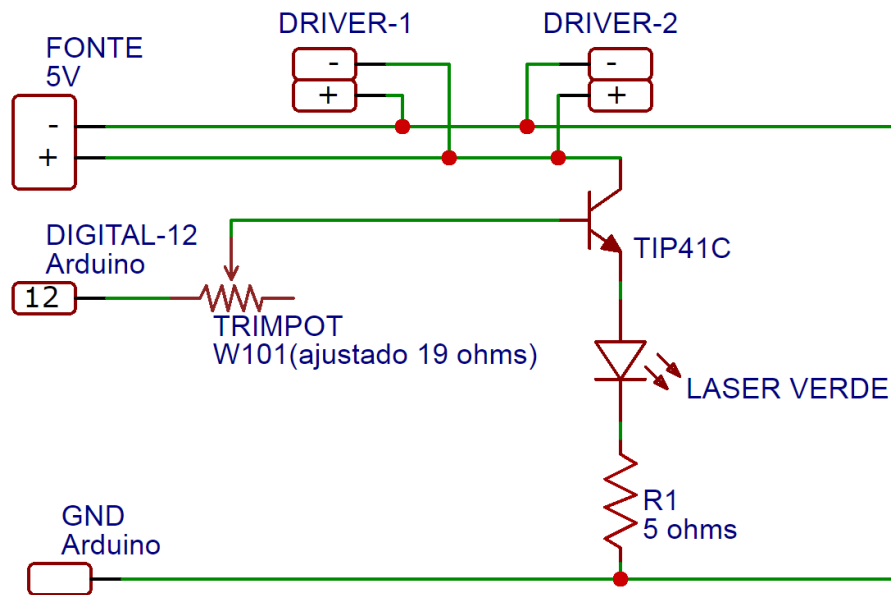 DRIVER-1
-
+
DRIVER-2
-
+
FONTE
5V
-
+
TIP41C
DIGITAL-12
Arduino
12
TRIMPOT
W101(ajustado 19 ohms)
LASER VERDE
R1
5 ohms
GND
Arduino